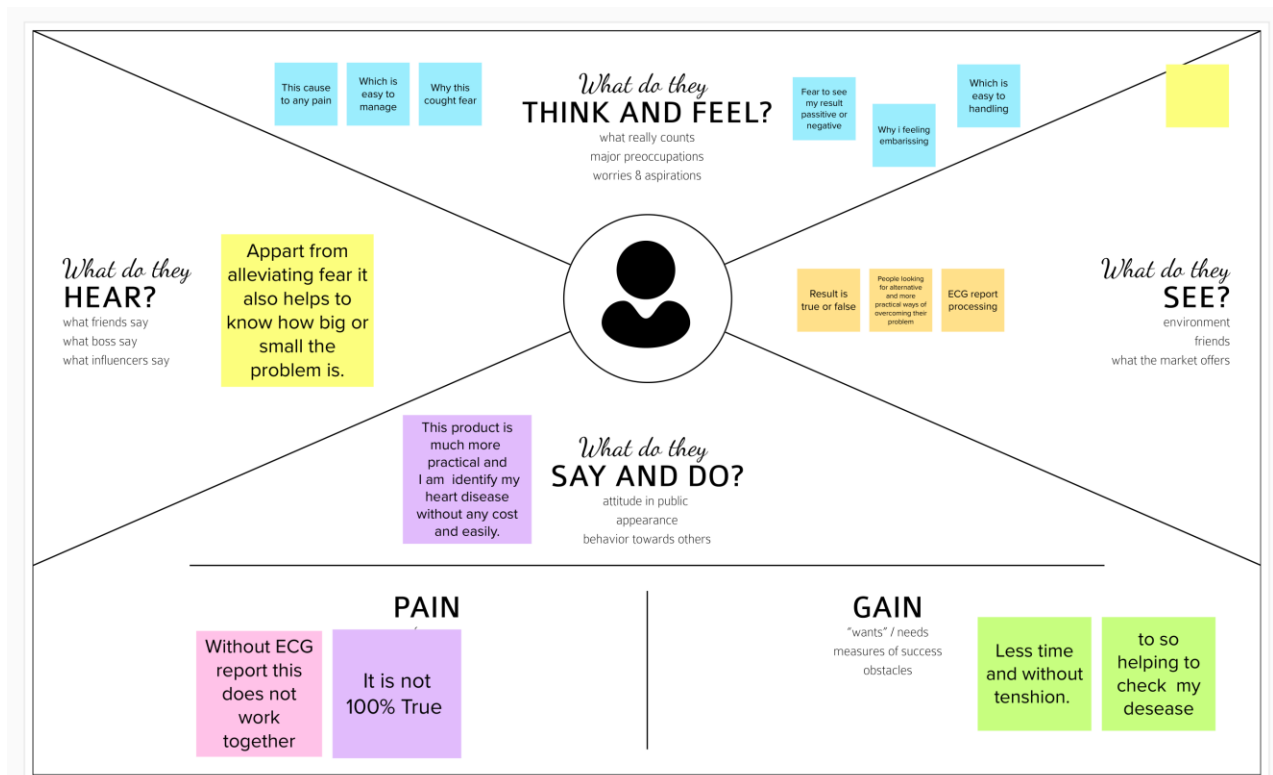 This cause
to any pain
Which is
easy to
manage
Why this
cought fear
What do they
THINK AND FEEL?
what really counts
major preoccupations
worries & aspirations
Fear to see
my result
passitive or
negative
Why i feeling
embarissing
Which is
easy to
handling
What do they
HEAR?
what friends say
what boss say
what influencers say
Appart from
alleviating fear it
also helps to
know how big or
small the
problem is.
Result is
true or false
People looking
for alternative
and more
practical ways of
overcoming their
problem
ECG report
processing
What do they
SEE?
environment
friends
what the market offers
This product is
much more
practical and
I am identify my
heart disease
without any cost
and easily.
What do they
SAY AND DO?
attitude in public
appearance
behavior towards others
PAIN
Without ECG
report this
does not
work
together
It is not
100% True
GAIN
"wants" / needs
measures of success
obstacles
Less time
and without
tenshion.
to so
helping to
check my
desease